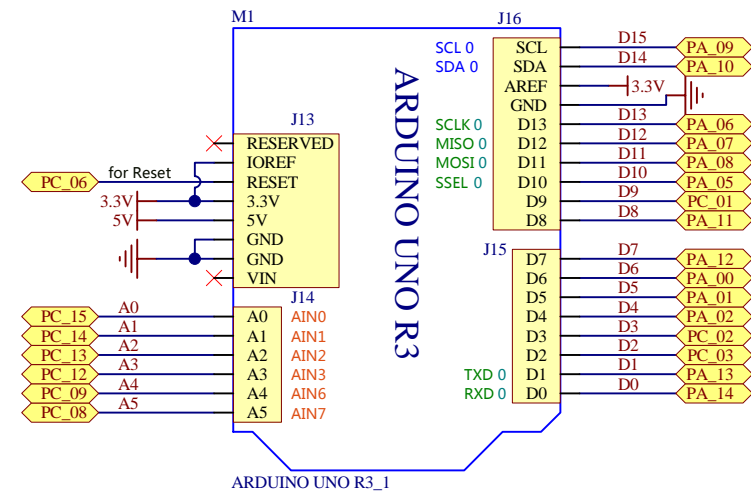 M1
J16
SCL 0 SCL D15 PA_09
SDA 0 SDA D14 PA_10
AREF 3.3V
GND
SCLK 0 D13 D13 PA_06
MISO 0 D12 D12 PA_07
MOSI 0 D11 D11 PA_08
SSEL 0 D10 D10 PA_05
D9 D9 PC_01
D8 D8 PA_11
ARDUINO UNO R3
J13
RESERVED
IOREF
PC_06 for Reset RESET
3.3V 3.3V
5V 5V
GND
GND
VIN
J15
D7 D7 PA_12
D6 D6 PA_00
D5 D5 PA_01
D4 D4 PA_02
D3 D3 PC_02
D2 D2 PC_03
TXD 0 D1 D1 PA_13
RXD 0 D0 D0 PA_14
J14
PC_15 A0 A0 AIN0
PC_14 A1 A1 AIN1
PC_13 A2 A2 AIN2
PC_12 A3 A3 AIN3
PC_09 A4 A4 AIN6
PC_08 A5 A5 AIN7
ARDUINO UNO R3_1